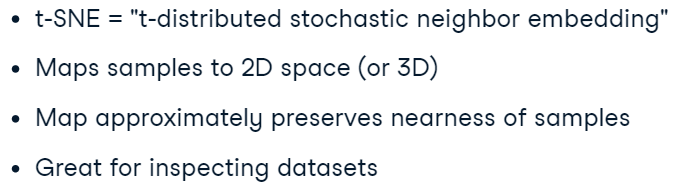 • t-SNE = "t-distributed stochastic neighbor embedding"
• Maps samples to 2D space (or 3D)
• Map approximately preserves nearness of samples
• Great for inspecting datasets